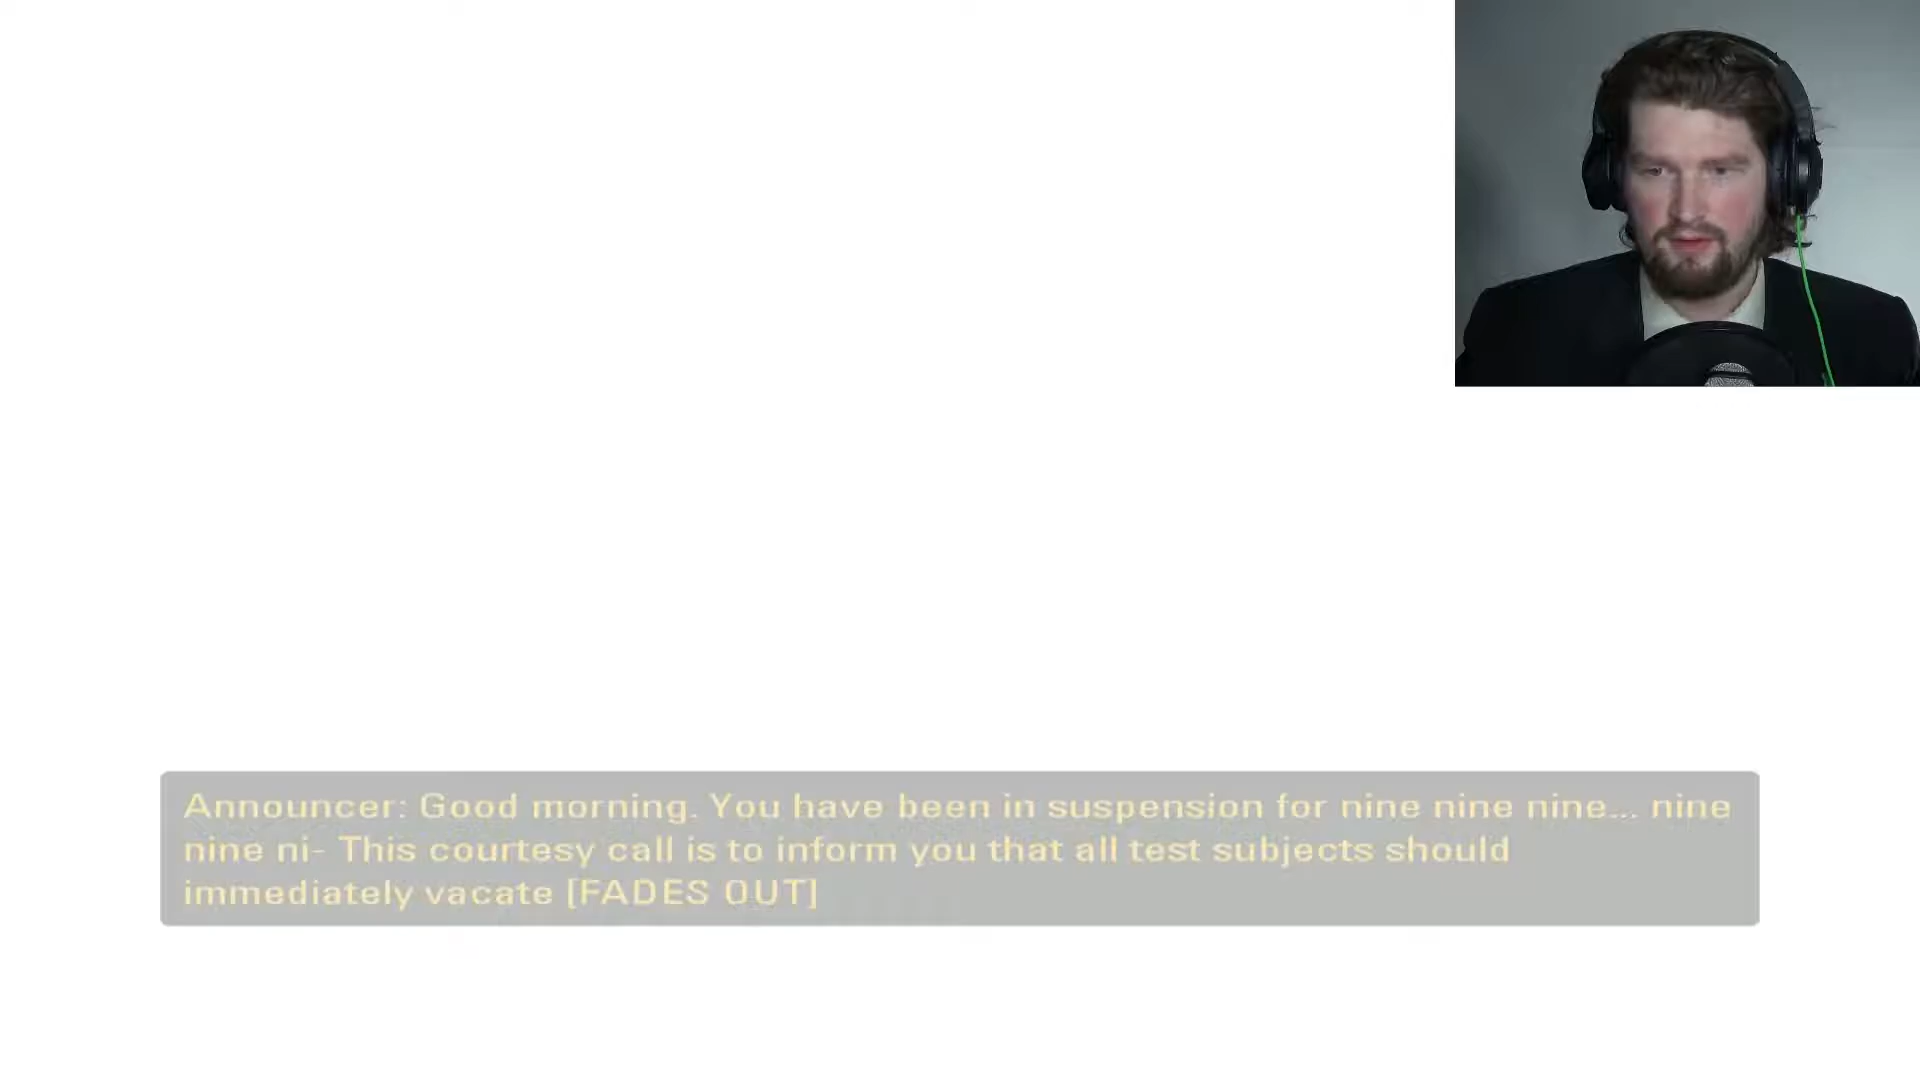 Announcer: Good morning. You have been in suspension for nine nine nine... nine
nine ni- This courtesy call is to inform you that all test subjects should
immediately vacate [FADES OUT]